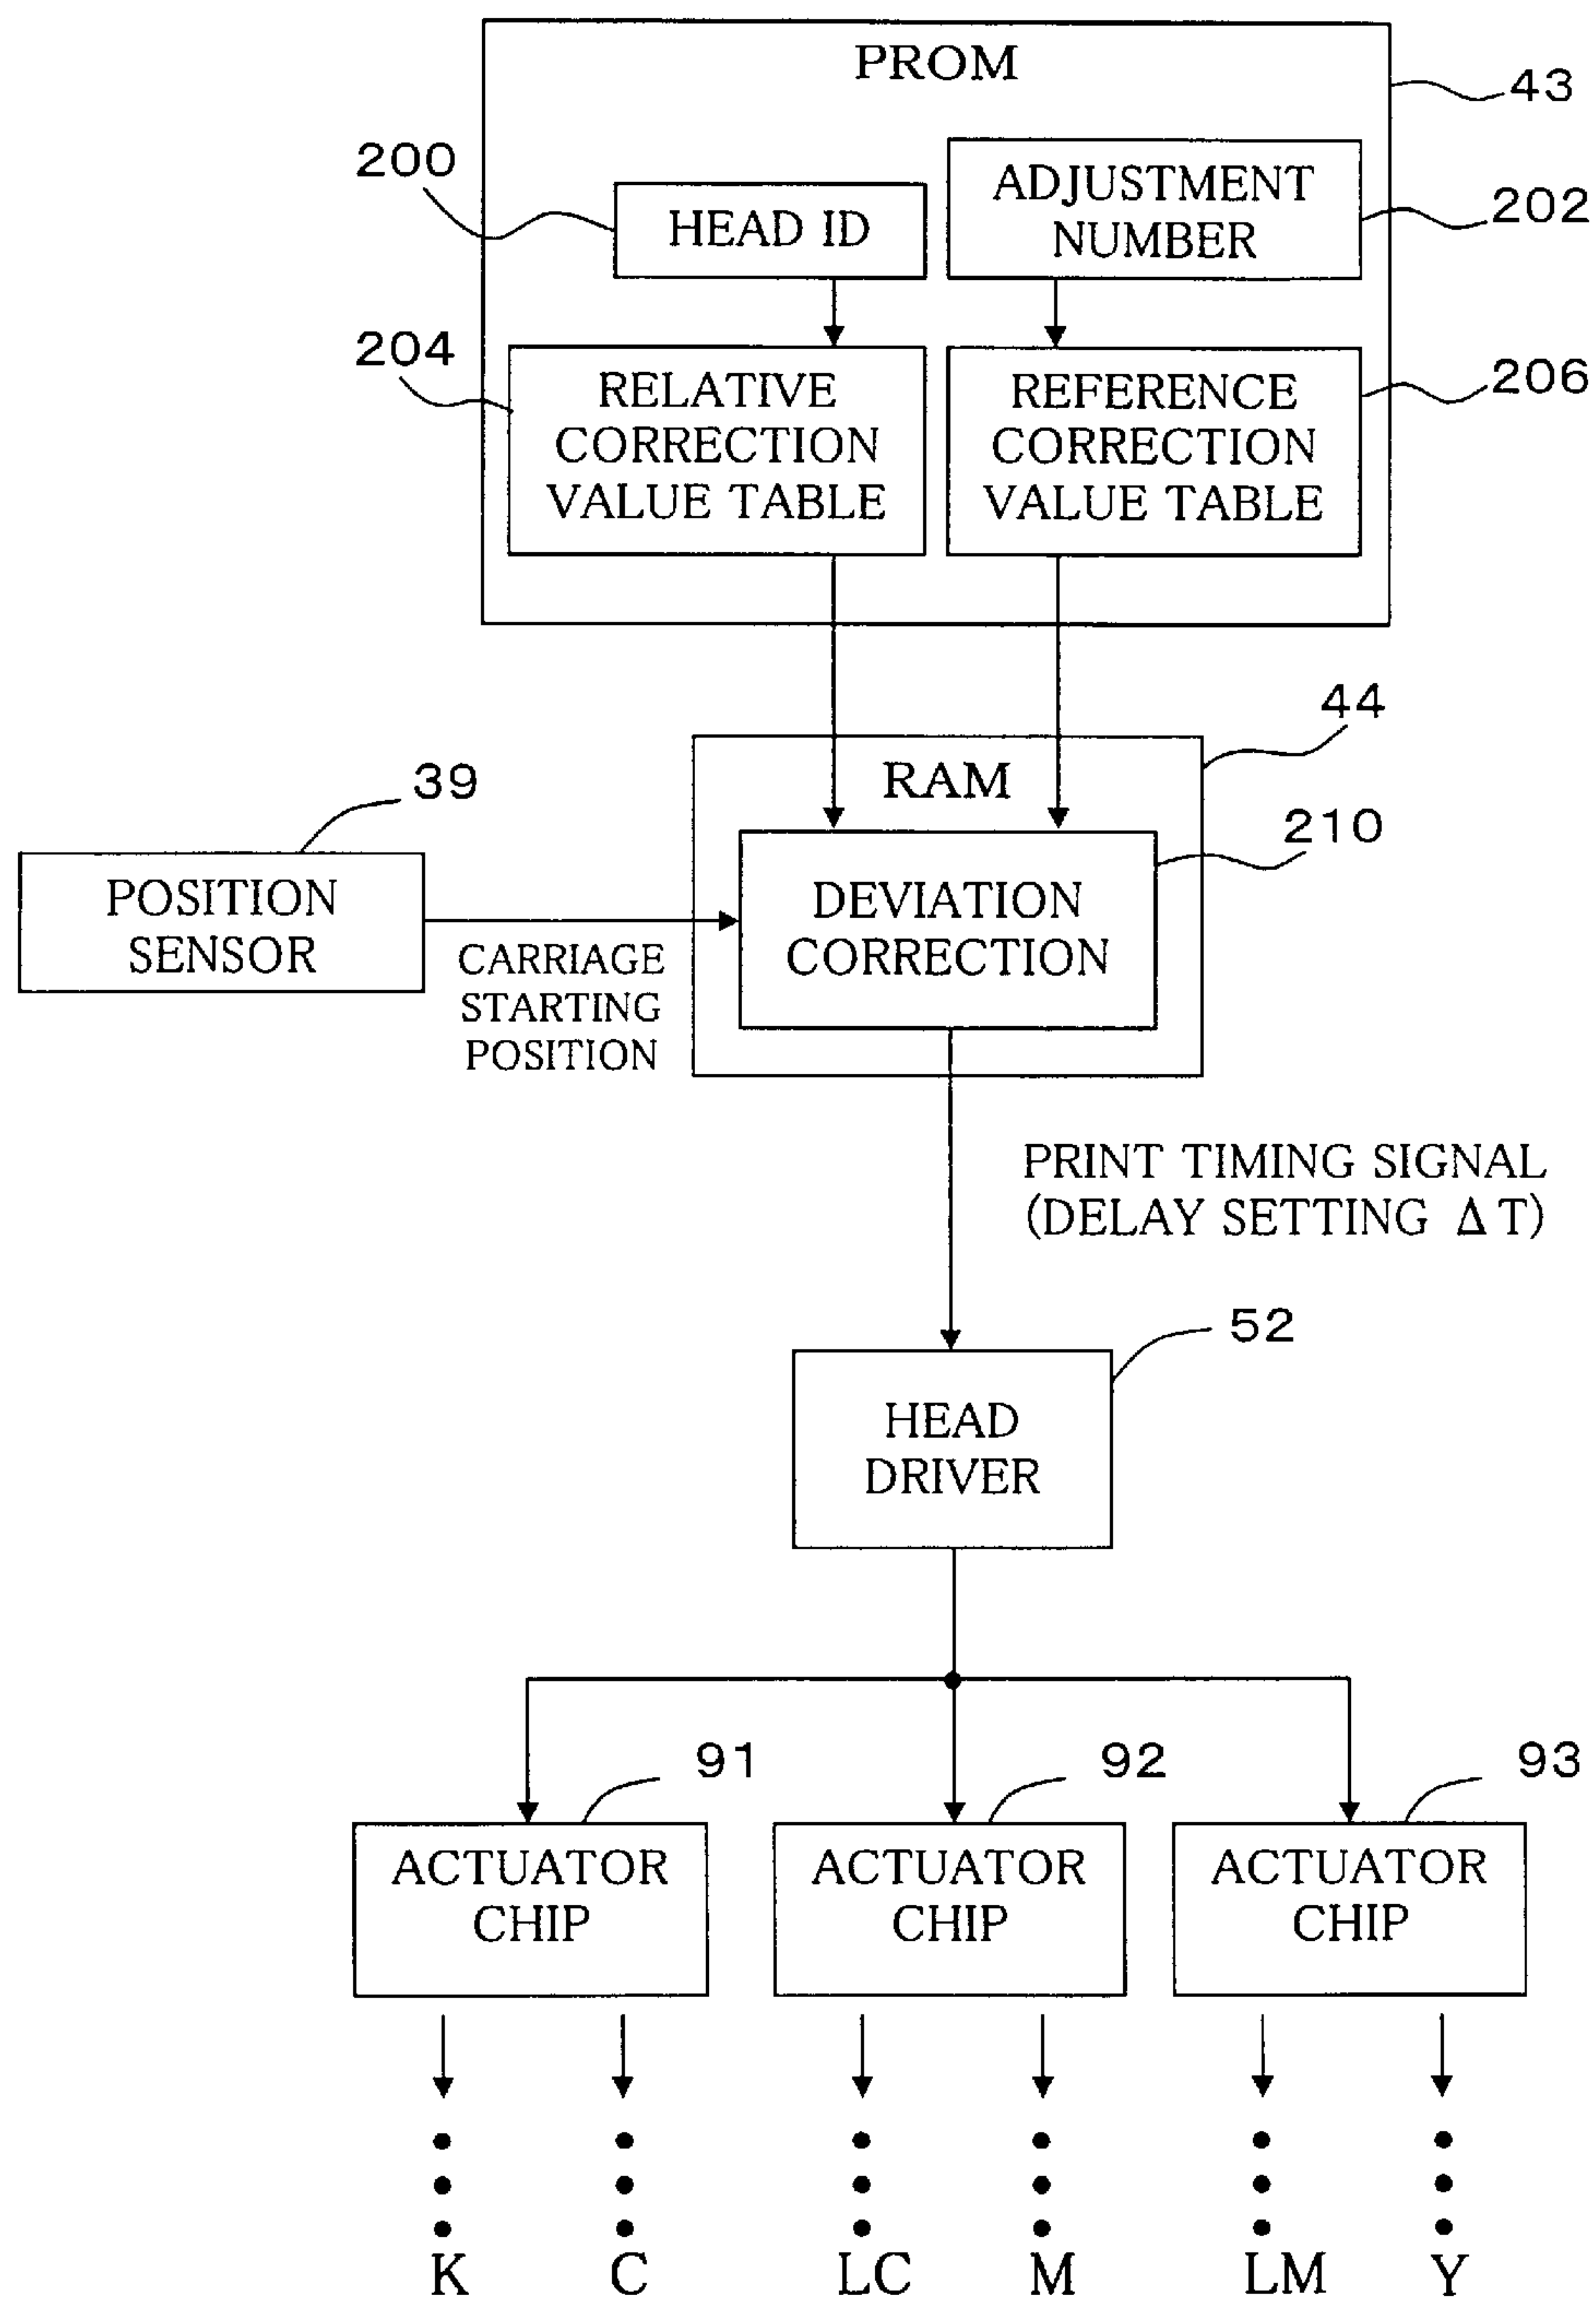 PROM
43
200
HEAD ID
ADJUSTMENT
NUMBER
202
204
RELATIVE
CORRECTION
VALUE TABLE
REFERENCE
CORRECTION
VALUE TABLE
206
44
RAM
39
POSITION
SENSOR
CARRIAGE
STARTING
POSITION
210
DEVIATION
CORRECTION
PRINT TIMING SIGNAL
(DELAY SETTING Δ T)
52
HEAD
DRIVER
91
92
93
ACTUATOR
CHIP
ACTUATOR
CHIP
ACTUATOR
CHIP
K
C
LC
M
LM
Y